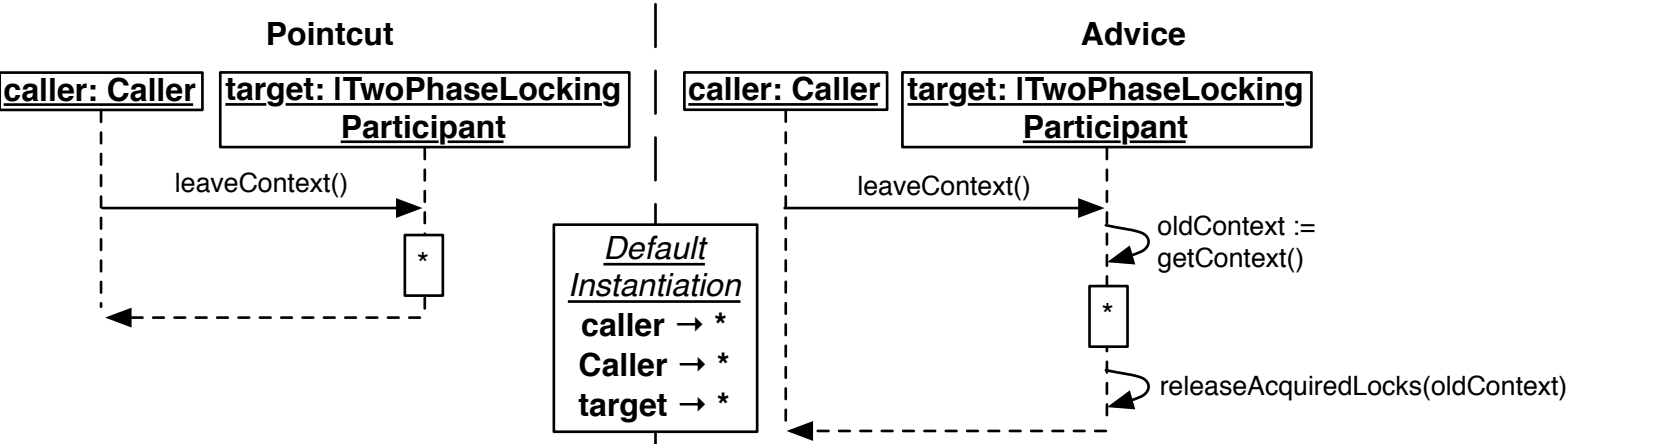 Pointcut
caller: Caller
target: ITwoPhaseLocking
Participant
leaveContext()
*
Default
Instantiation
caller → *
Caller → *
target → *
Advice
caller: Caller
target: ITwoPhaseLocking
Participant
leaveContext()
oldContext :=
getContext()
*
releaseAcquiredLocks(oldContext)